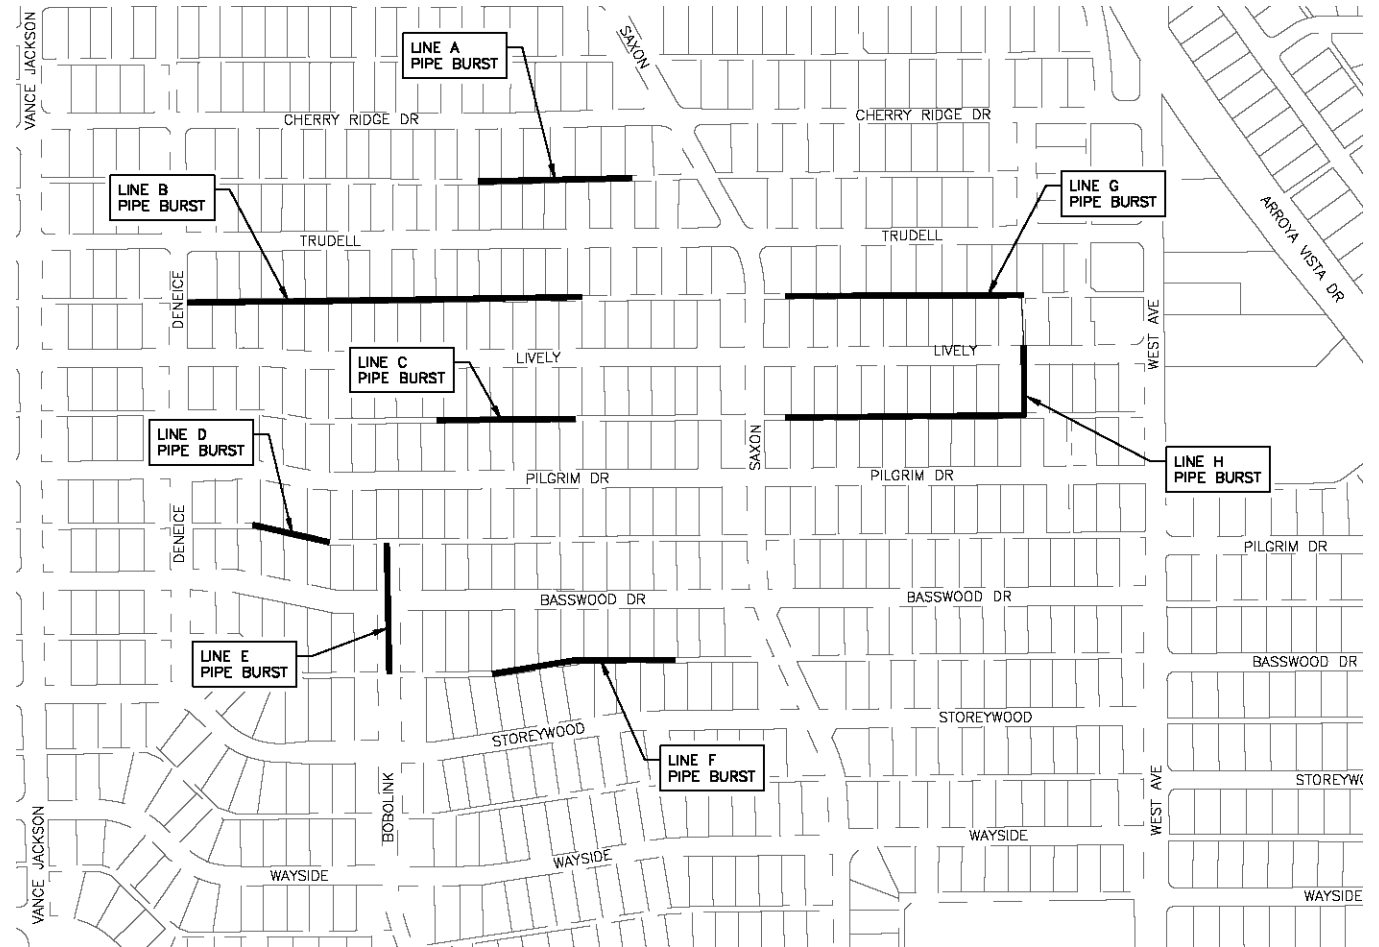 VANCE JACKSON
LINE A
PIPE BURST
SAXON
CHERRY RIDGE DR
CHERRY RIDGE DR
LINE B
PIPE BURST
LINE G
PIPE BURST
ARROYA VISTA DR
TRUDELL
TRUDELL
DENEICE
WEST AVE
LINE C
PIPE BURST
LIVELY
LIVELY
LINE D
PIPE BURST
SAXON
LINE H
PIPE BURST
PILGRIM DR
PILGRIM DR
DENEICE
PILGRIM DR
BASSWOOD DR
BASSWOOD DR
LINE E
PIPE BURST
BASSWOOD DR
STOREYWOOD
STOREYWOOD
LINE F
PIPE BURST
STOREYWO
BOBOLINK
WEST AVE
VANCE JACKSON
WAYSIDE
WAYSIDE
WAYSIDE
WAYSIDE